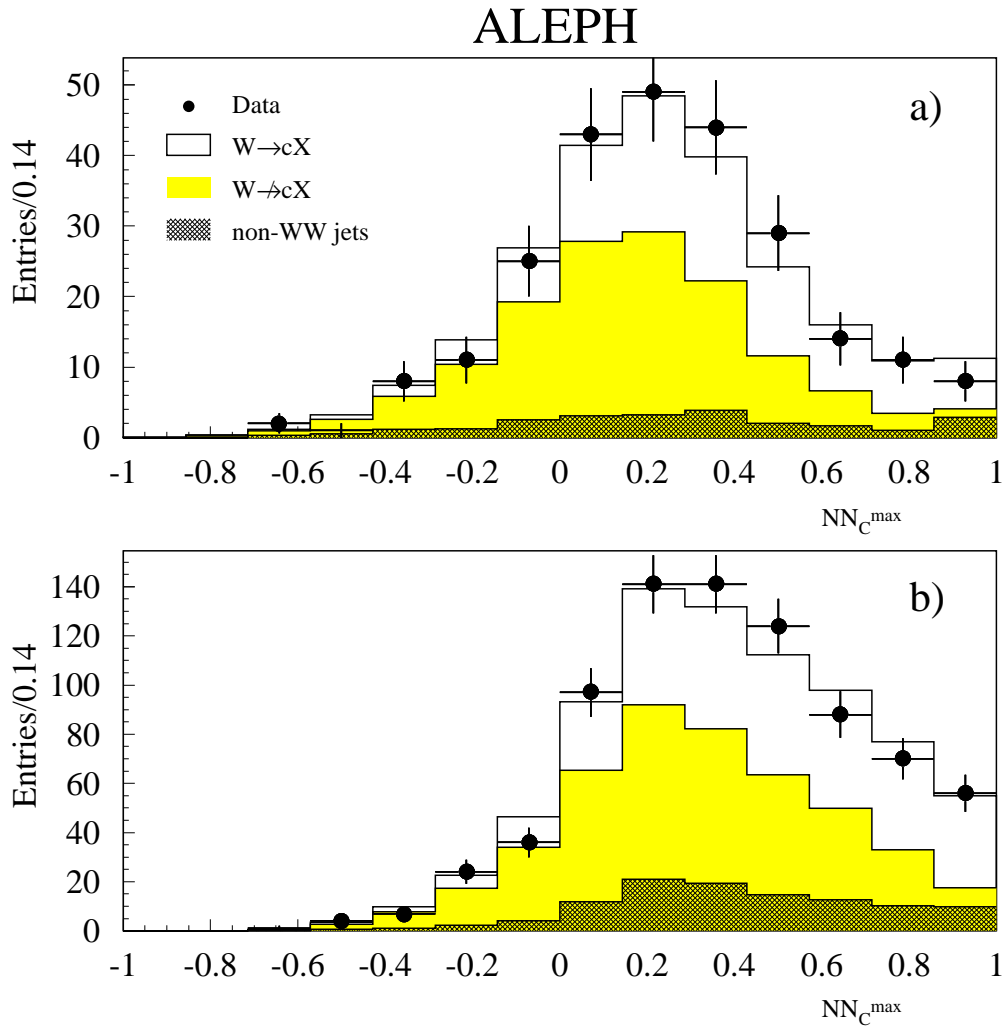 ALEPH
a)
Data
W→cX
W↛cX
non-WW jets
Entries/0.14
50
40
30
20
10
0
-1 -0.8 -0.6 -0.4 -0.2 0 0.2 0.4 0.6 0.8 1
NN_C^max
b)
Entries/0.14
140
120
100
80
60
40
20
0
-1 -0.8 -0.6 -0.4 -0.2 0 0.2 0.4 0.6 0.8 1
NN_C^max